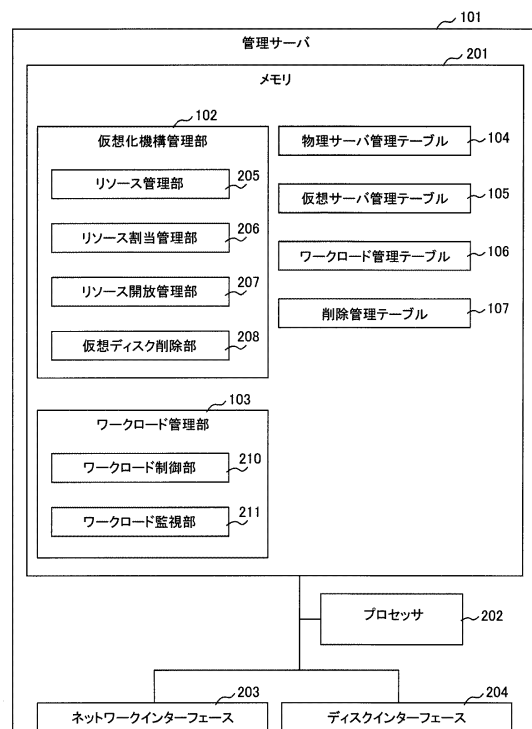 101
管理サーバ
201
メモリ
102
仮想化機構管理部
リソース管理部
205
リソース割当管理部
206
リソース開放管理部
207
仮想ディスク削除部
208
物理サーバ管理テーブル
104
仮想サーバ管理テーブル
105
ワークロード管理テーブル
106
削除管理テーブル
107
103
ワークロード管理部
ワークロード制御部
210
ワークロード監視部
211
プロセッサ
202
203
ネットワークインターフェース
204
ディスクインターフェース